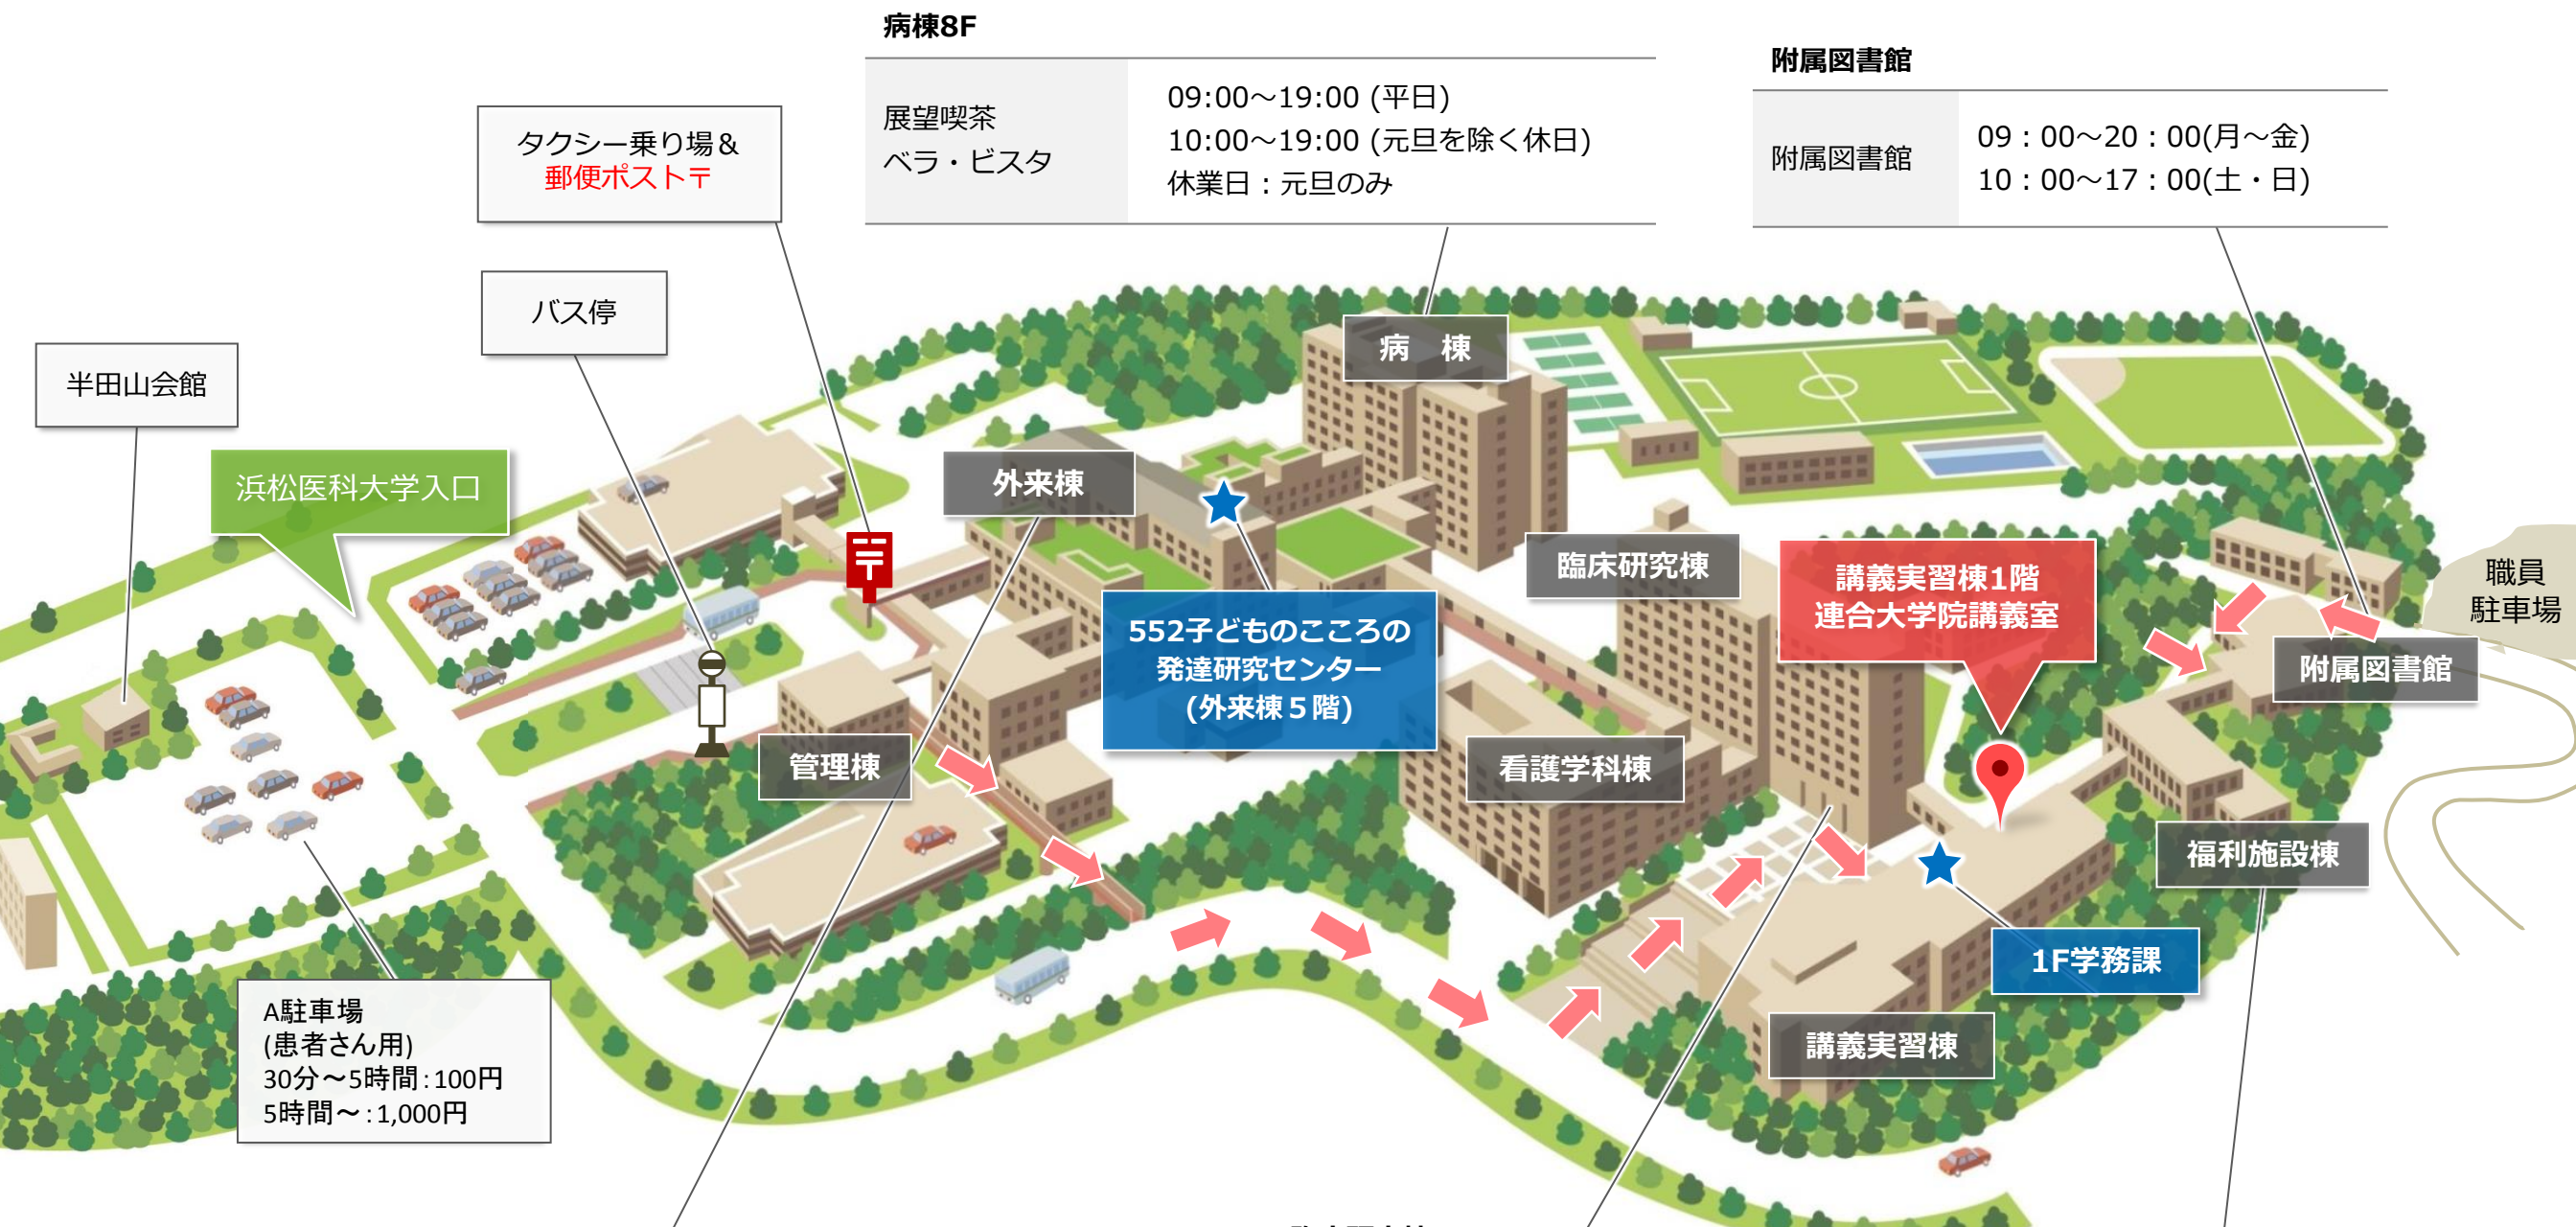 病棟8F
展望喫茶
ベラ・ビスタ
09:00～19:00 (平日)
10:00～19:00 (元旦を除く休日)
休業日：元旦のみ
附属図書館
附属図書館
09：00～20：00(月～金)
10：00～17：00(土・日)
タクシー乗り場＆
郵便ポスト〒
バス停
半田山会館
浜松医科大学入口
病　棟
外来棟
〒
臨床研究棟
講義実習棟1階
連合大学院講義室
職員
駐車場
552子どものこころの
発達研究センター
(外来棟５階)
附属図書館
管理棟
看護学科棟
福利施設棟
1F学務課
講義実習棟
A駐車場
(患者さん用)
30分～5時間：100円
5時間～：1,000円